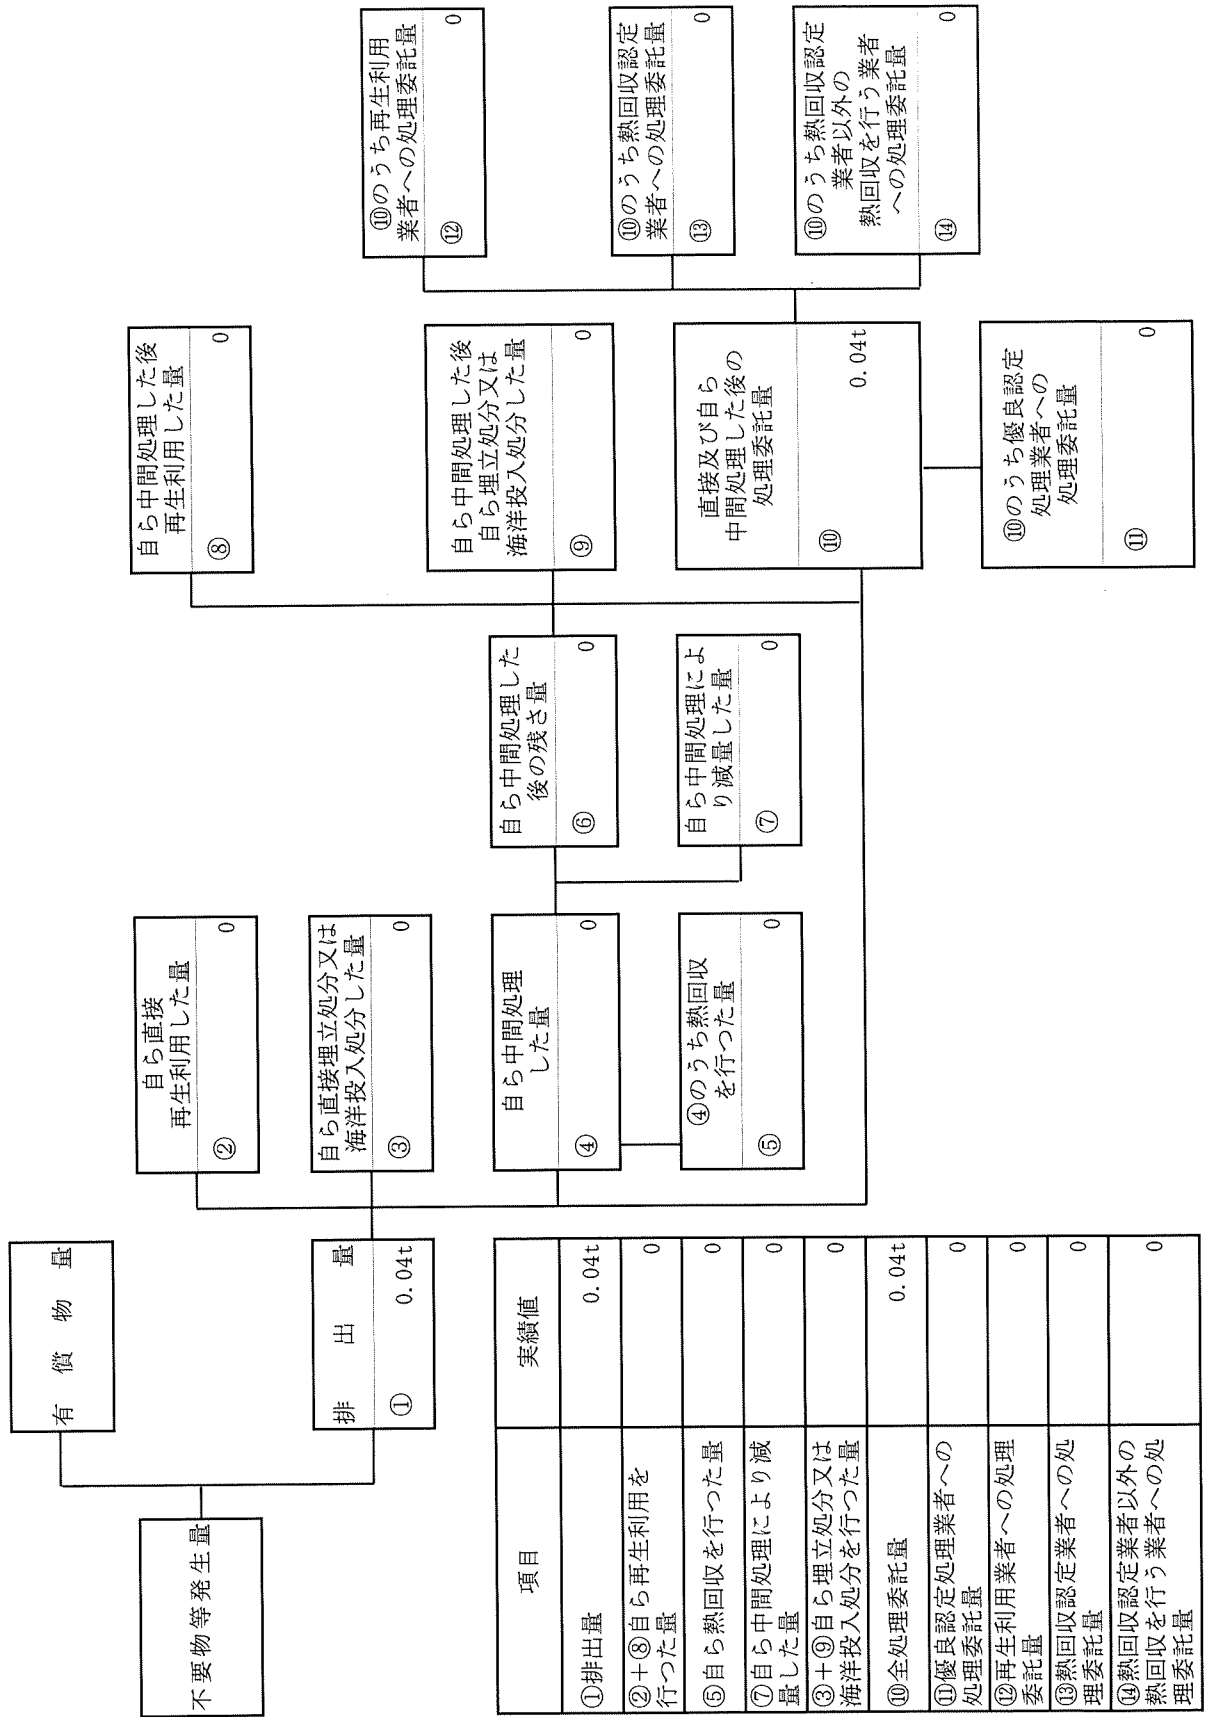 不要物等発生量
有償物量
排出量
① 0.04t
自ら直接
再生利用した量
② 0
自ら直接埋立処分又は
海洋投入処分した量
③ 0
自ら中間処理
した量
④ 0
④のうち熱回収
を行つた量
⑤ 0
自ら中間処理した
後の残さ量
⑥ 0
自ら中間処理によ
り減量した量
⑦ 0
自ら中間処理した後
再生利用した量
⑧ 0
自ら中間処理した後
自ら埋立処分又は
海洋投入処分した量
⑨ 0
直接及び自ら
中間処理した後の
処理委託量
⑩ 0.04t
⑩のうち優良認定
処理業者への
処理委託量
⑪ 0
⑩のうち再生利用
業者への処理委託量
⑫ 0
⑩のうち熱回収認定
業者への処理委託量
⑬ 0
⑩のうち熱回収認定
業者以外の
熱回収を行う業者
への処理委託量
⑭ 0
項目 実績値
①排出量 0.04t
②+⑧自ら再生利用を
行つた量 0
⑤自ら熱回収を行つた量 0
⑦自ら中間処理により減
量した量 0
③+⑨自ら埋立処分又は
海洋投入処分を行つた量 0
⑩全処理委託量 0.04t
⑪優良認定処理業者への
処理委託量 0
⑫再生利用業者への処理
委託量 0
⑬熱回収認定業者への処
理委託量 0
⑭熱回収認定業者以外の
熱回収を行う業者への処
理委託量 0